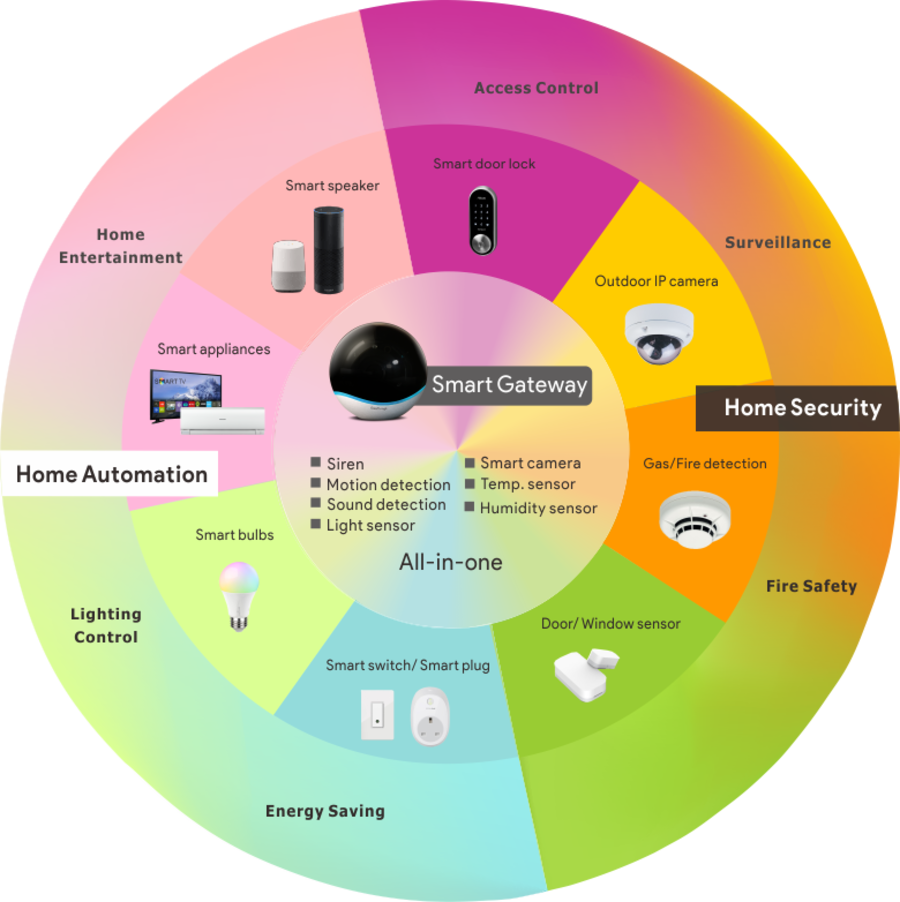 Access Control
Smart door lock
Smart speaker
Home
Entertainment
Surveillance
Outdoor IP camera
Smart appliances
SMART TV
Smart Gateway
Home Security
Siren
Motion detection
Sound detection
Light sensor
Smart camera
Temp. sensor
Humidity sensor
Gas/Fire detection
Home Automation
Smart bulbs
All-in-one
Fire Safety
Lighting
Control
Door/ Window sensor
Smart switch/ Smart plug
Energy Saving